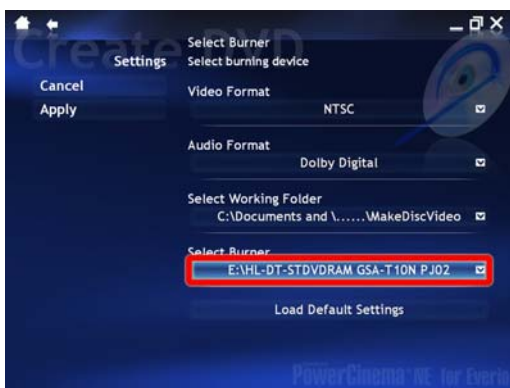 Create DVD
Select Burner
Settings
Select burning device
Cancel
Apply
Video Format
NTSC
Audio Format
Dolby Digital
Select Working Folder
C:\Documents and \......\MakeDiscVideo
Select Burner
E:\HL-DT-STDVDRAM GSA-T10N PJ02
Load Default Settings
PowerCinema NE for Everio